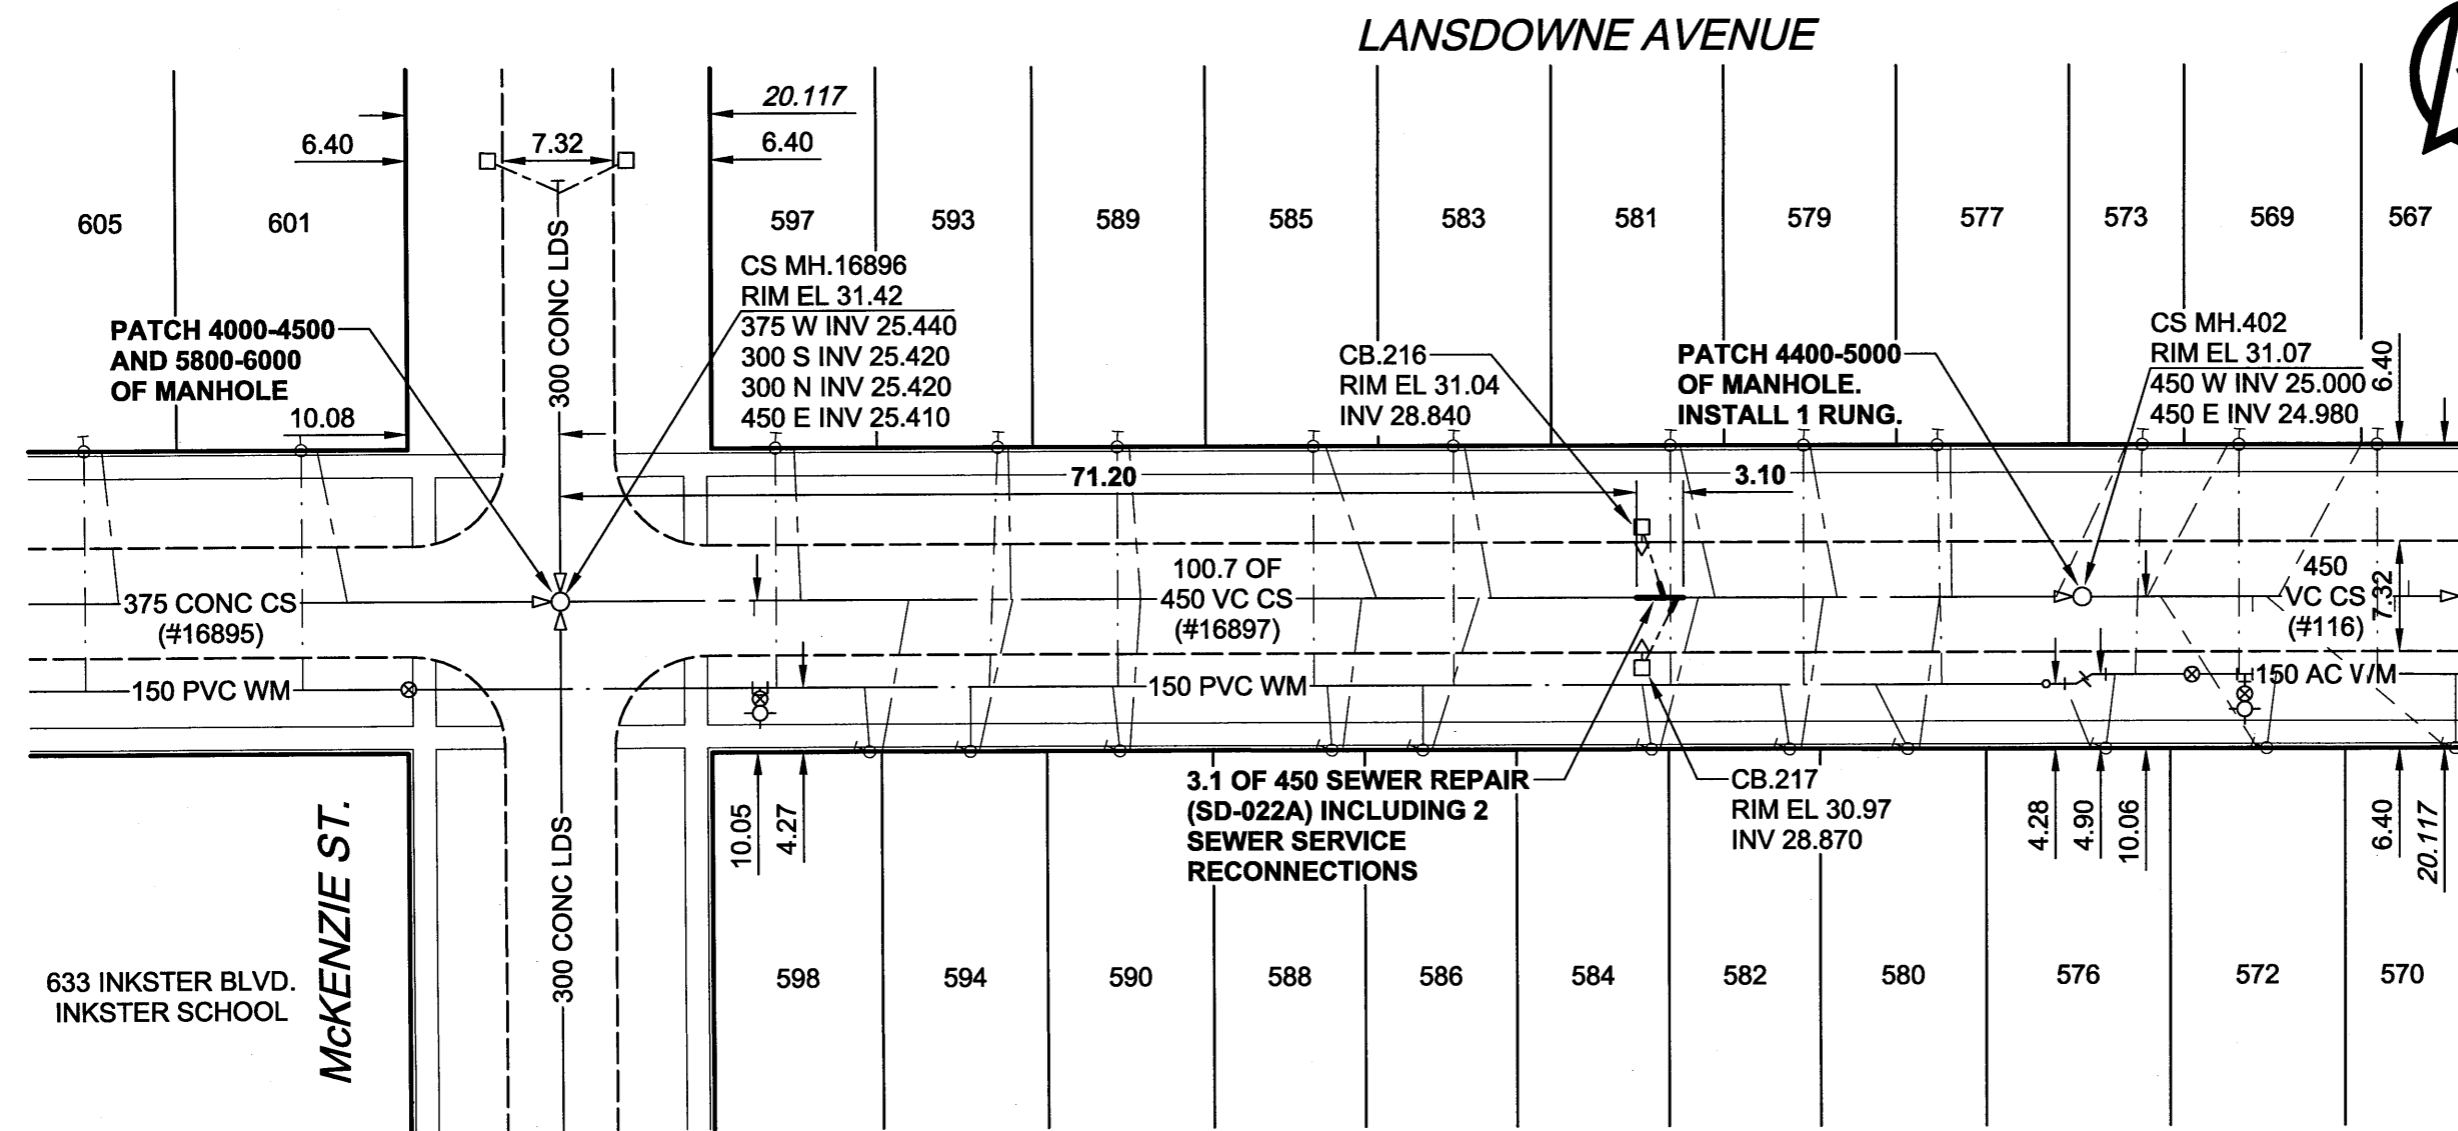 LANSDOWNE AVENUE
20.117
6.40
7.32
6.40
605
601
597
593
589
585
583
581
579
577
573
569
567
300 CONC LDS
CS MH.16896
RIM EL 31.42
375 W INV 25.440
300 S INV 25.420
300 N INV 25.420
450 E INV 25.410
PATCH 4000-4500
AND 5800-6000
OF MANHOLE
10.08
CB.216
RIM EL 31.04
INV 28.840
PATCH 4400-5000
OF MANHOLE.
INSTALL 1 RUNG.
CS MH.402
RIM EL 31.07
450 W INV 25.000
450 E INV 24.980
6.40
71.20
3.10
375 CONC CS
(#16895)
100.7 OF
450 VC CS
(#16897)
450
VC CS
(#116)
7.32
150 PVC WM
150 PVC WM
150 AC W/M
3.1 OF 450 SEWER REPAIR
(SD-022A) INCLUDING 2
SEWER SERVICE
RECONNECTIONS
CB.217
RIM EL 30.97
INV 28.870
10.05
4.27
4.28
4.90
10.06
6.40
20.117
300 CONC LDS
McKENZIE ST.
633 INKSTER BLVD.
INKSTER SCHOOL
598
594
590
588
586
584
582
580
576
572
570